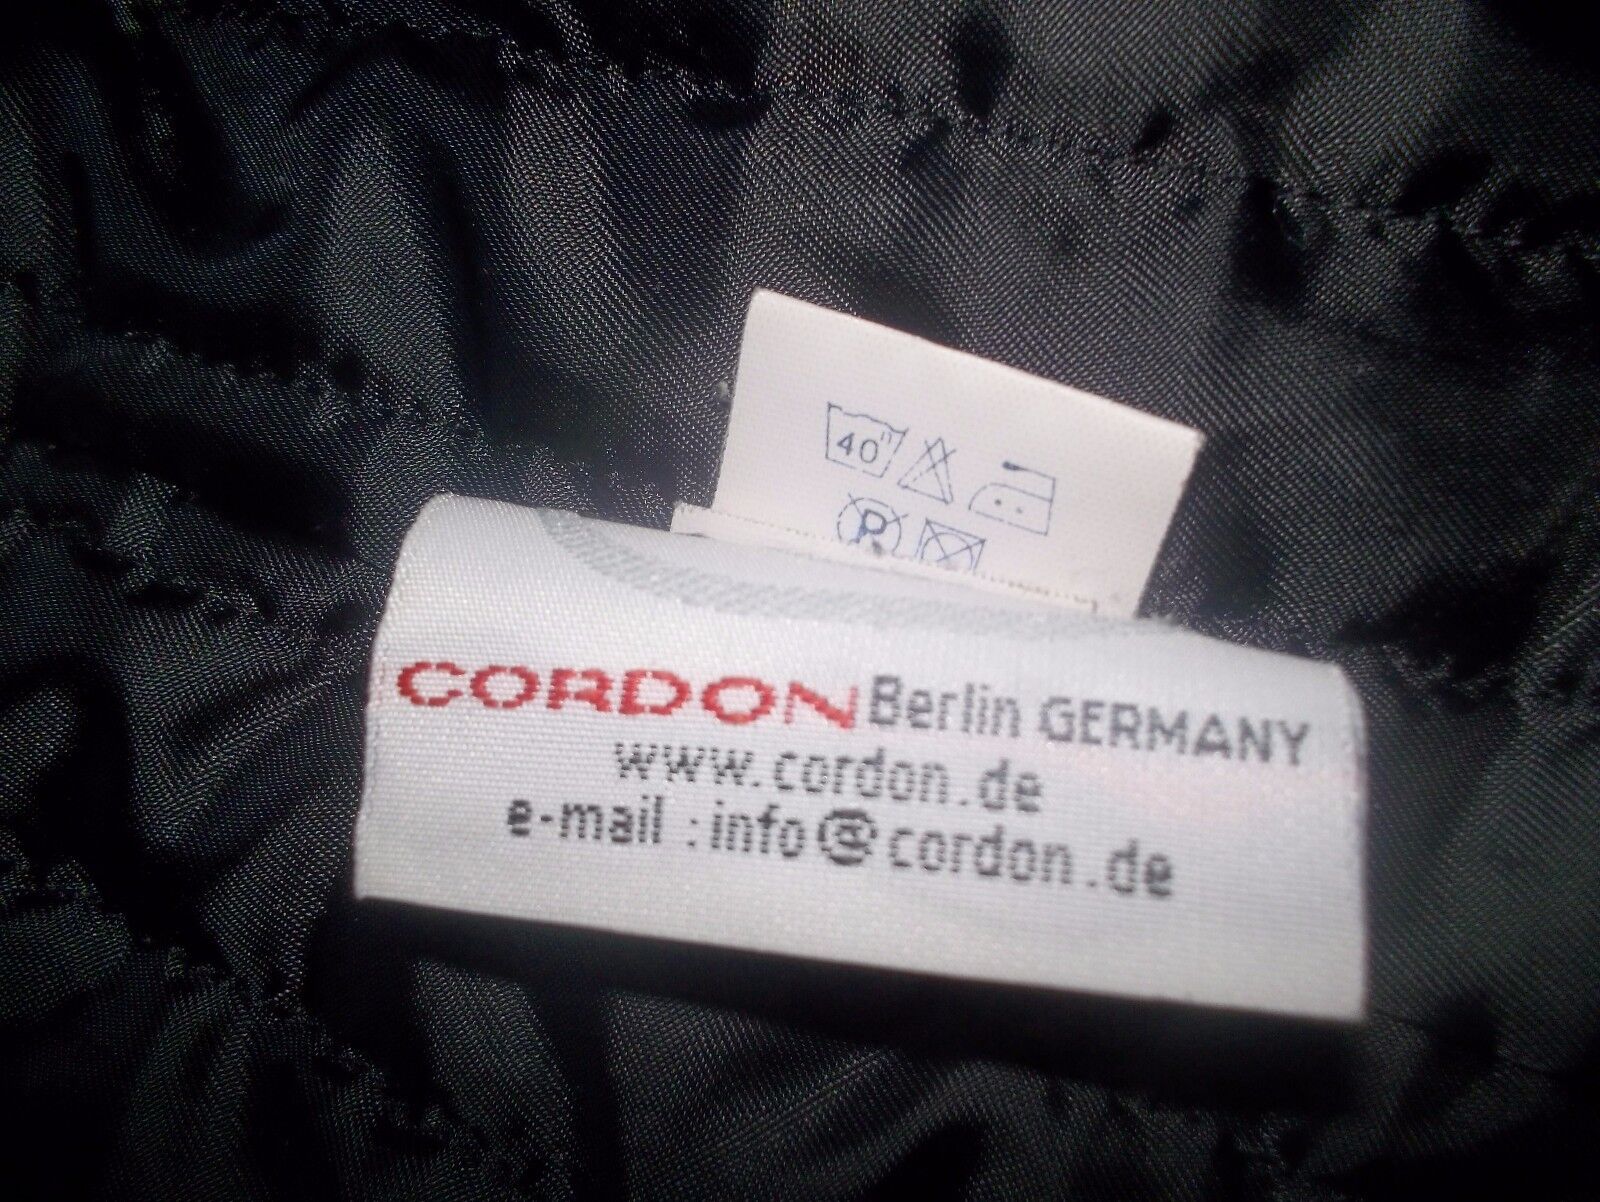 40°
P
CORDON Berlin GERMANY
www.cordon.de
e-mail :info@cordon.de